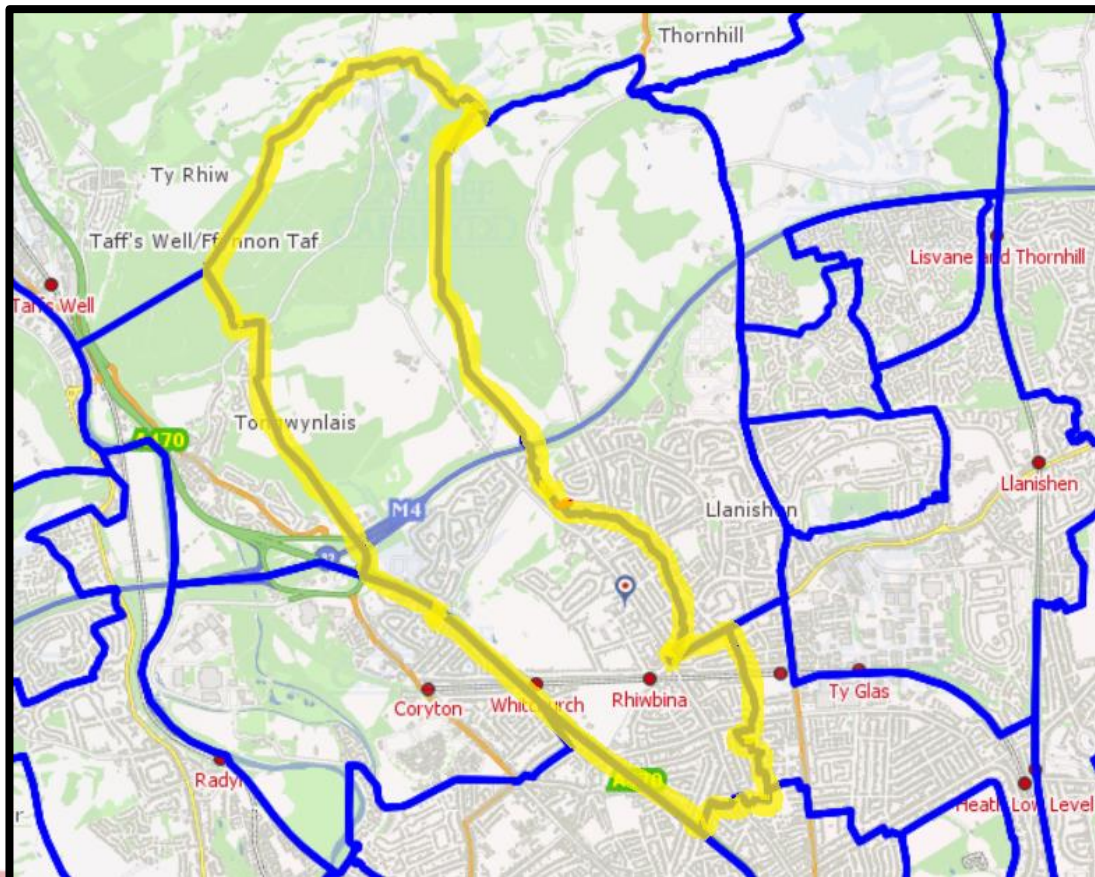 Thornhill
Ty Rhiw
Taff's Well/Ffynnon Taf
Lisvane and Thornhill
Taffs Well
Tongwynlais
A470
Llanishen
M4
Llanishen
32
Coryton
Whitchurch
Rhiwbina
Ty Glas
Radyr
A470
Heath Low Level
r